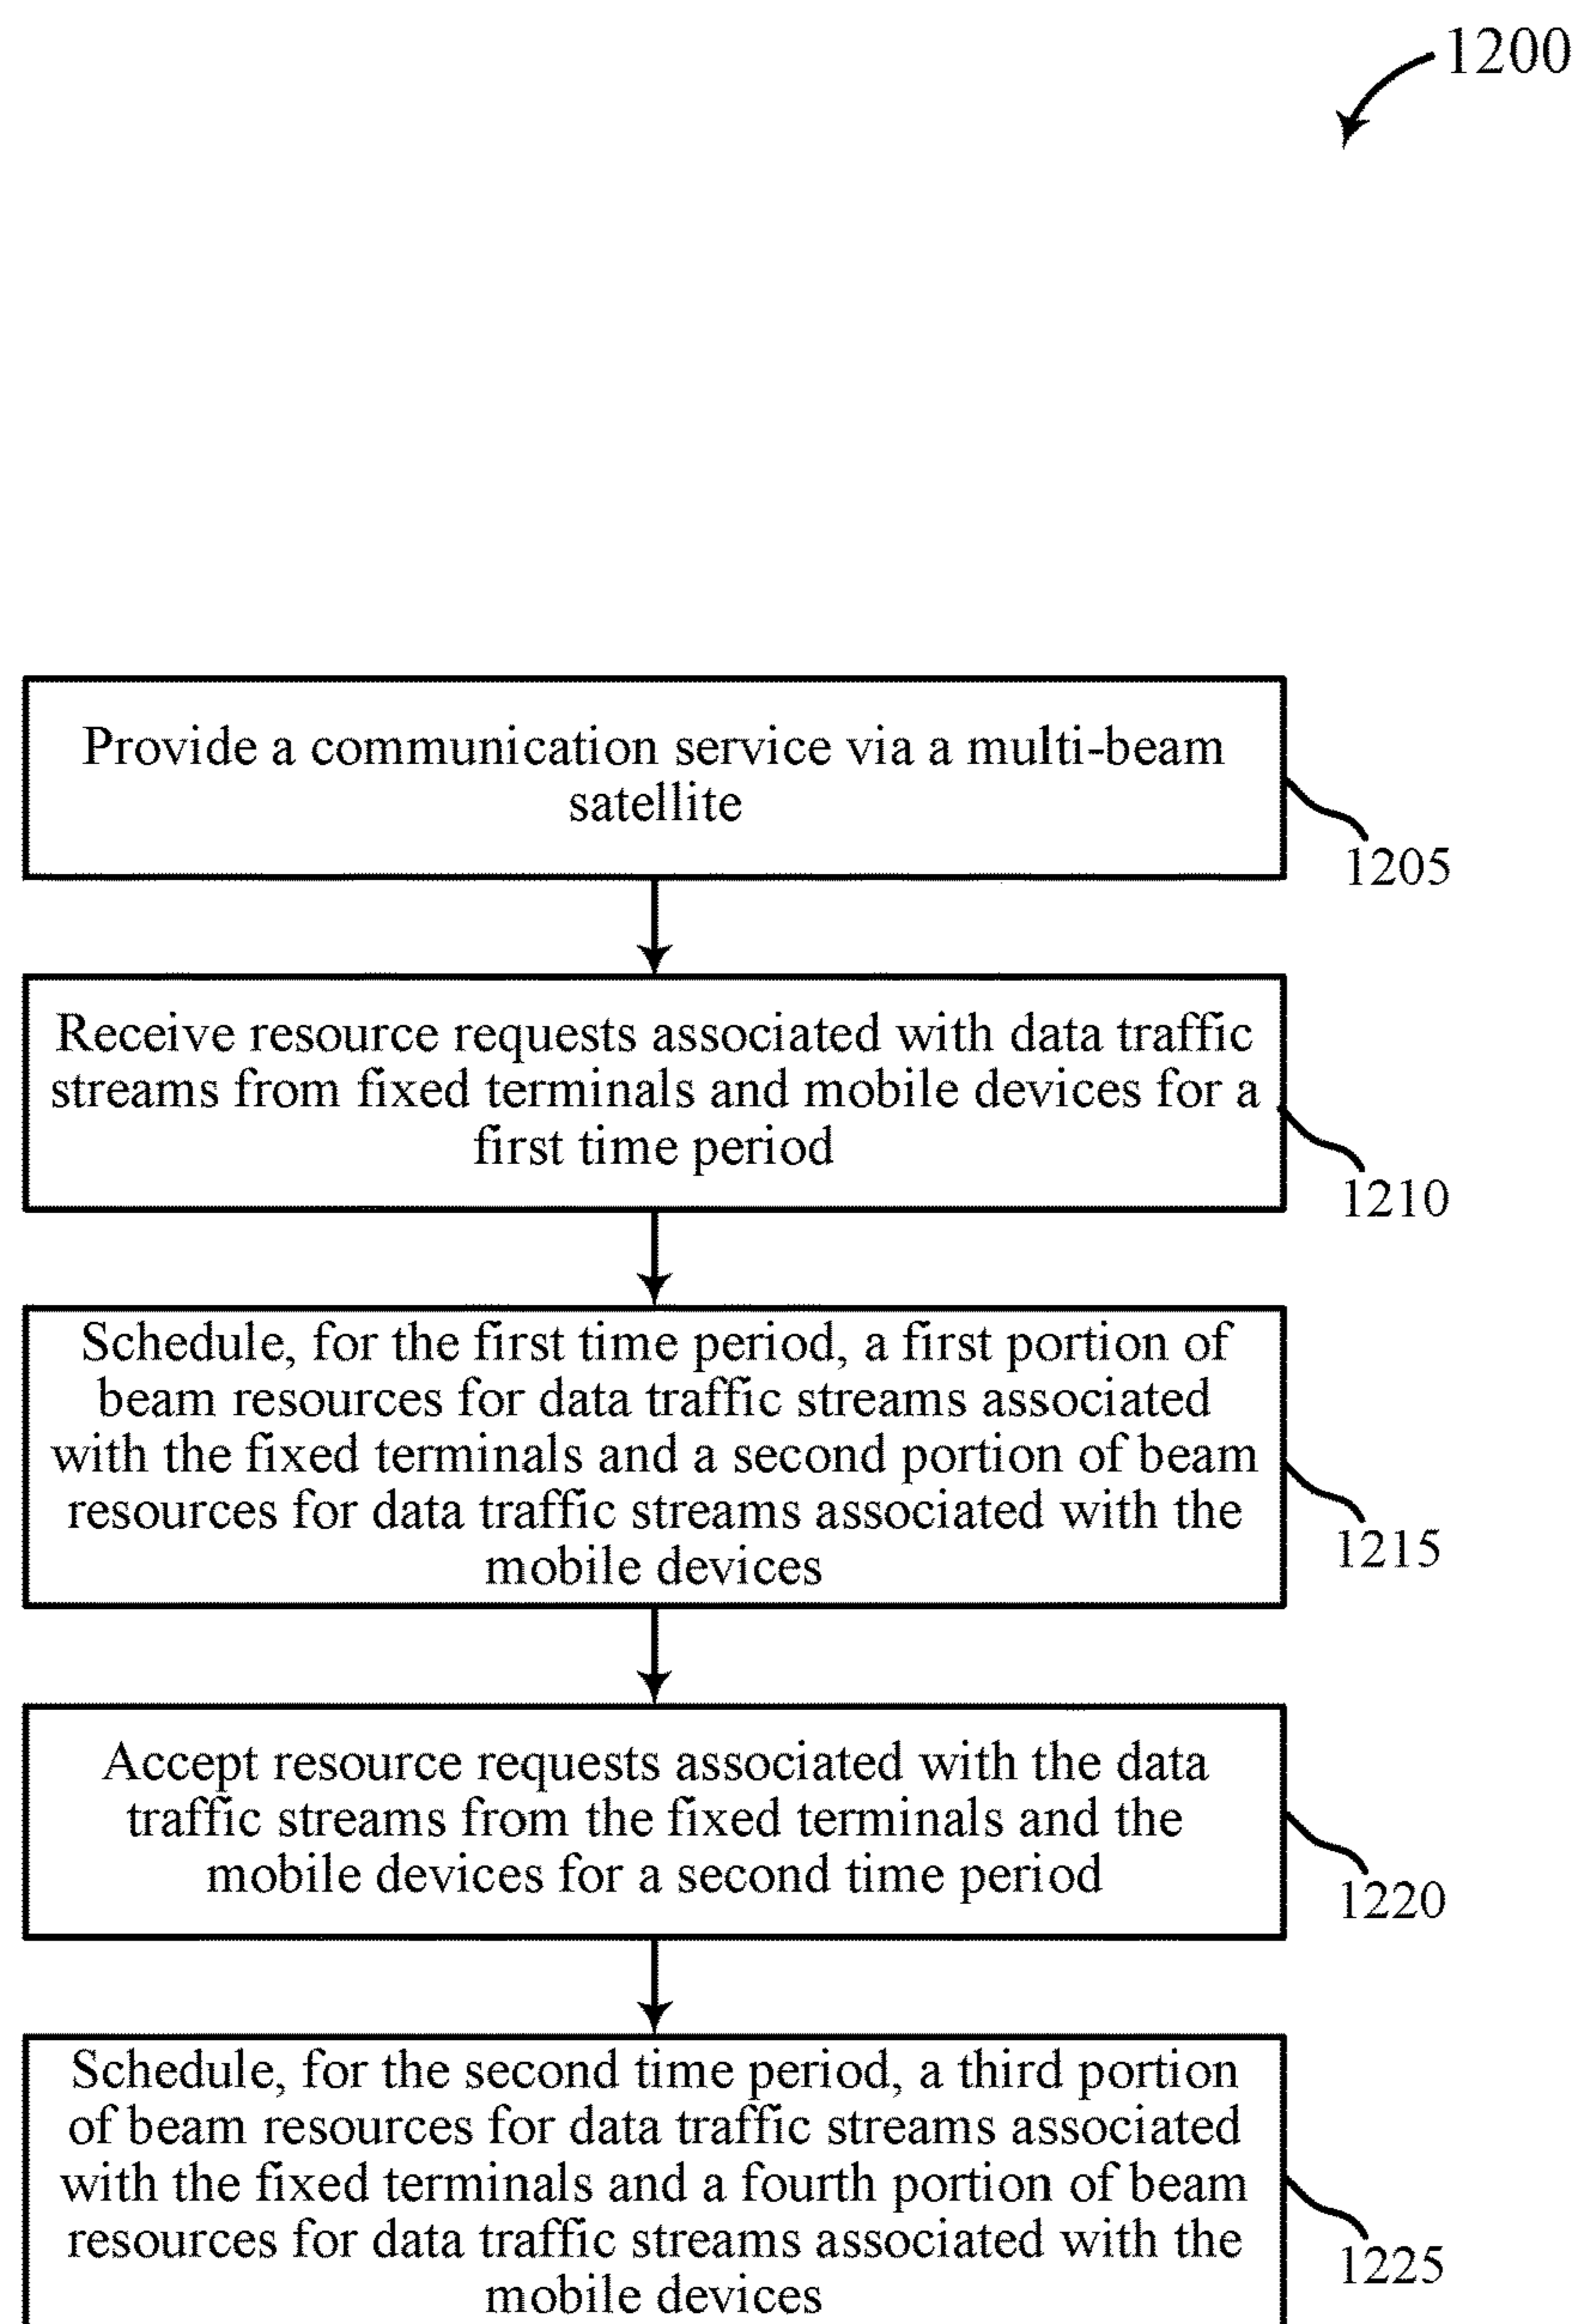 1200
Provide a communication service via a multi-beam
satellite
1205
Receive resource requests associated with data traffic
streams from fixed terminals and mobile devices for a
first time period
1210
Schedule, for the first time period, a first portion of
beam resources for data traffic streams associated
with the fixed terminals and a second portion of beam
resources for data traffic streams associated with the
mobile devices
1215
Accept resource requests associated with the data
traffic streams from the fixed terminals and the
mobile devices for a second time period
1220
Schedule, for the second time period, a third portion
of beam resources for data traffic streams associated
with the fixed terminals and a fourth portion of beam
resources for data traffic streams associated with the
mobile devices
1225